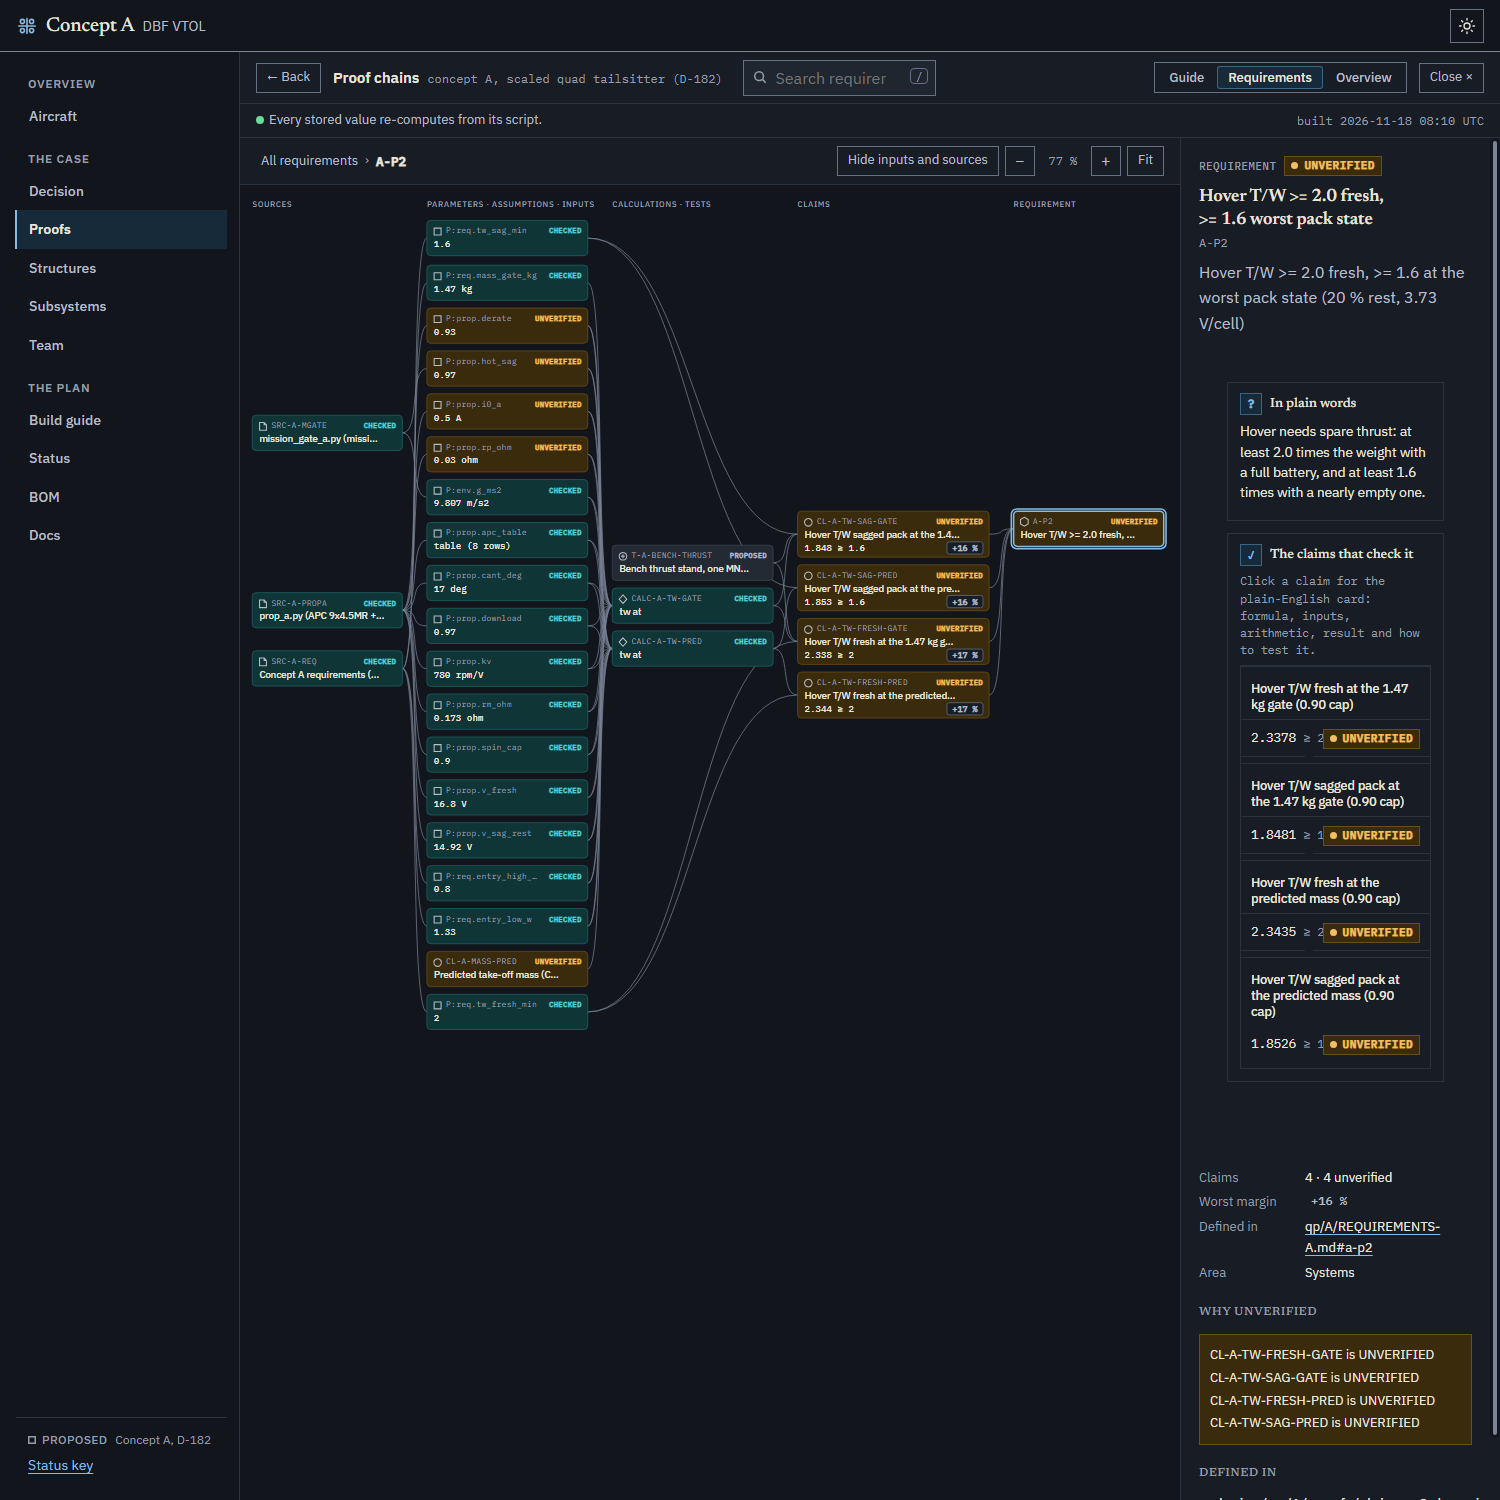 Concept A DBF VTOL
OVERVIEW
Aircraft
THE CASE
Decision
Proofs
Structures
Subsystems
Team
THE PLAN
Build guide
Status
BOM
Docs
PROPOSED Concept A, D-182
Status key
← Back Proof chains concept A, scaled quad tailsitter (D-182) Search requirer / Guide Requirements Overview Close ×
Every stored value re-computes from its script. built 2026-11-18 08:10 UTC
All requirements › A-P2 Hide inputs and sources − 77 % + Fit
SOURCES
SRC-A-MGATE CHECKED
mission_gate_a.py (missi...
SRC-A-PROPA CHECKED
prop_a.py (APC 9x4.5MR +...
SRC-A-REQ CHECKED
Concept A requirements (...
PARAMETERS · ASSUMPTIONS · INPUTS
P:req.tw_sag_min CHECKED
1.6
P:req.mass_gate_kg CHECKED
1.47 kg
P:prop.derate UNVERIFIED
0.93
P:prop.hot_sag UNVERIFIED
0.97
P:prop.i0_a UNVERIFIED
0.5 A
P:prop.rp_ohm UNVERIFIED
0.03 ohm
P:env.g_ms2 CHECKED
9.807 m/s2
P:prop.apc_table CHECKED
table (8 rows)
P:prop.cant_deg CHECKED
17 deg
P:prop.download CHECKED
0.97
P:prop.kv CHECKED
780 rpm/V
P:prop.rm_ohm CHECKED
0.173 ohm
P:prop.spin_cap CHECKED
0.9
P:prop.v_fresh CHECKED
16.8 V
P:prop.v_sag_rest CHECKED
14.92 V
P:req.entry_high_… CHECKED
0.8
P:req.entry_low_w CHECKED
1.33
CL-A-MASS-PRED UNVERIFIED
Predicted take-off mass (C...
P:req.tw_fresh_min CHECKED
2
CALCULATIONS · TESTS
T-A-BENCH-THRUST PROPOSED
Bench thrust stand, one MN...
CALC-A-TW-GATE CHECKED
tw at
CALC-A-TW-PRED CHECKED
tw at
CLAIMS
CL-A-TW-SAG-GATE UNVERIFIED
Hover T/W sagged pack at the 1.4...
1.848 ≥ 1.6 +16 %
CL-A-TW-SAG-PRED UNVERIFIED
Hover T/W sagged pack at the pre...
1.853 ≥ 1.6 +16 %
CL-A-TW-FRESH-GATE UNVERIFIED
Hover T/W fresh at the 1.47 kg g...
2.338 ≥ 2 +17 %
CL-A-TW-FRESH-PRED UNVERIFIED
Hover T/W fresh at the predicted...
2.344 ≥ 2 +17 %
REQUIREMENT
A-P2 UNVERIFIED
Hover T/W >= 2.0 fresh, ...
REQUIREMENT UNVERIFIED
Hover T/W >= 2.0 fresh,
>= 1.6 worst pack state
A-P2
Hover T/W >= 2.0 fresh, >= 1.6 at the
worst pack state (20 % rest, 3.73
V/cell)
? In plain words
Hover needs spare thrust: at
least 2.0 times the weight with
a full battery, and at least 1.6
times with a nearly empty one.
✓ The claims that check it
Click a claim for the
plain-English card:
formula, inputs,
arithmetic, result and how
to test it.
Hover T/W fresh at the 1.47
kg gate (0.90 cap)
2.3378 ≥ 2 UNVERIFIED
Hover T/W sagged pack at
the 1.47 kg gate (0.90 cap)
1.8481 ≥ 1 UNVERIFIED
Hover T/W fresh at the
predicted mass (0.90 cap)
2.3435 ≥ 2 UNVERIFIED
Hover T/W sagged pack at
the predicted mass (0.90
cap)
1.8526 ≥ 1 UNVERIFIED
Claims 4 · 4 unverified
Worst margin +16 %
Defined in qp/A/REQUIREMENTS-
A.md#a-p2
Area Systems
WHY UNVERIFIED
CL-A-TW-FRESH-GATE is UNVERIFIED
CL-A-TW-SAG-GATE is UNVERIFIED
CL-A-TW-FRESH-PRED is UNVERIFIED
CL-A-TW-SAG-PRED is UNVERIFIED
DEFINED IN